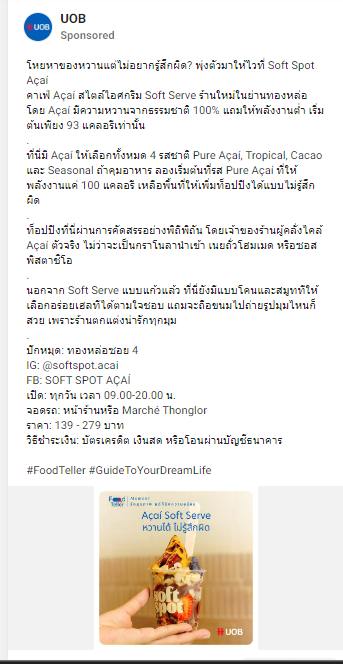 UOB
Sponsored
โหยหาของหวานแต่ไม่อยากรู้สึกผิด? พุ่งตัวมาให้ไวที่ Soft Spot
Açaí
คาเฟ่ Açaí สไตล์ไอศกรีม Soft Serve ร้านใหม่ในย่านทองหล่อ
โดย Açaí มีความหวานจากธรรมชาติ 100% แถมให้พลังงานต่ำ เริ่ม
ต้นเพียง 93 แคลอรีเท่านั้น
.
ที่นี่มี Açaí ให้เลือกทั้งหมด 4 รสชาติ Pure Açaí, Tropical, Cacao
และ Seasonal ถ้าคุมอาหาร ลองเริ่มต้นที่รส Pure Açaí ที่ให้
พลังงานแค่ 100 แคลอรี เหลือพื้นที่ให้เพิ่มท็อปปิงได้แบบไม่รู้สึก
ผิด
.
ท็อปปิงที่นี่ผ่านการคัดสรรอย่างพิถีพิถัน โดยเจ้าของร้านผู้คลั่งไคล้
Açaí ตัวจริง ไม่ว่าจะเป็นกราโนลาน่าเข้า เนยถั่วโฮมเมด หรือซอส
พิสตาชิโอ
.
นอกจาก Soft Serve แบบแก้วแล้ว ที่นี่ยังมีแบบโคนและสมูทที่ให้
เลือกอร่อยเฮลที่ได้ตามใจชอบ แถมจะถือขนมไปถ่ายรูปมุมไหนก็
สวย เพราะร้านตกแต่งน่ารักทุกมุม
.
ปักหมุด: ทองหล่อซอย 4
IG: @softspot.acai
FB: SOFT SPOT AÇAÍ
เปิด: ทุกวัน เวลา 09.00-20.00 น.
จอดรถ: หน้าร้านหรือ Marché Thonglor
ราคา: 139 - 279 บาท
วิธีชำระเงิน: บัตรเครดิต เงินสด หรือโอนผ่านบัญชีธนาคาร
#FoodTeller #GuideToYourDreamLife
Food
Teller
Moment
Açaí Soft Serve
หวานได้ ไม่รู้สึกผิด
soft
spot
UOB